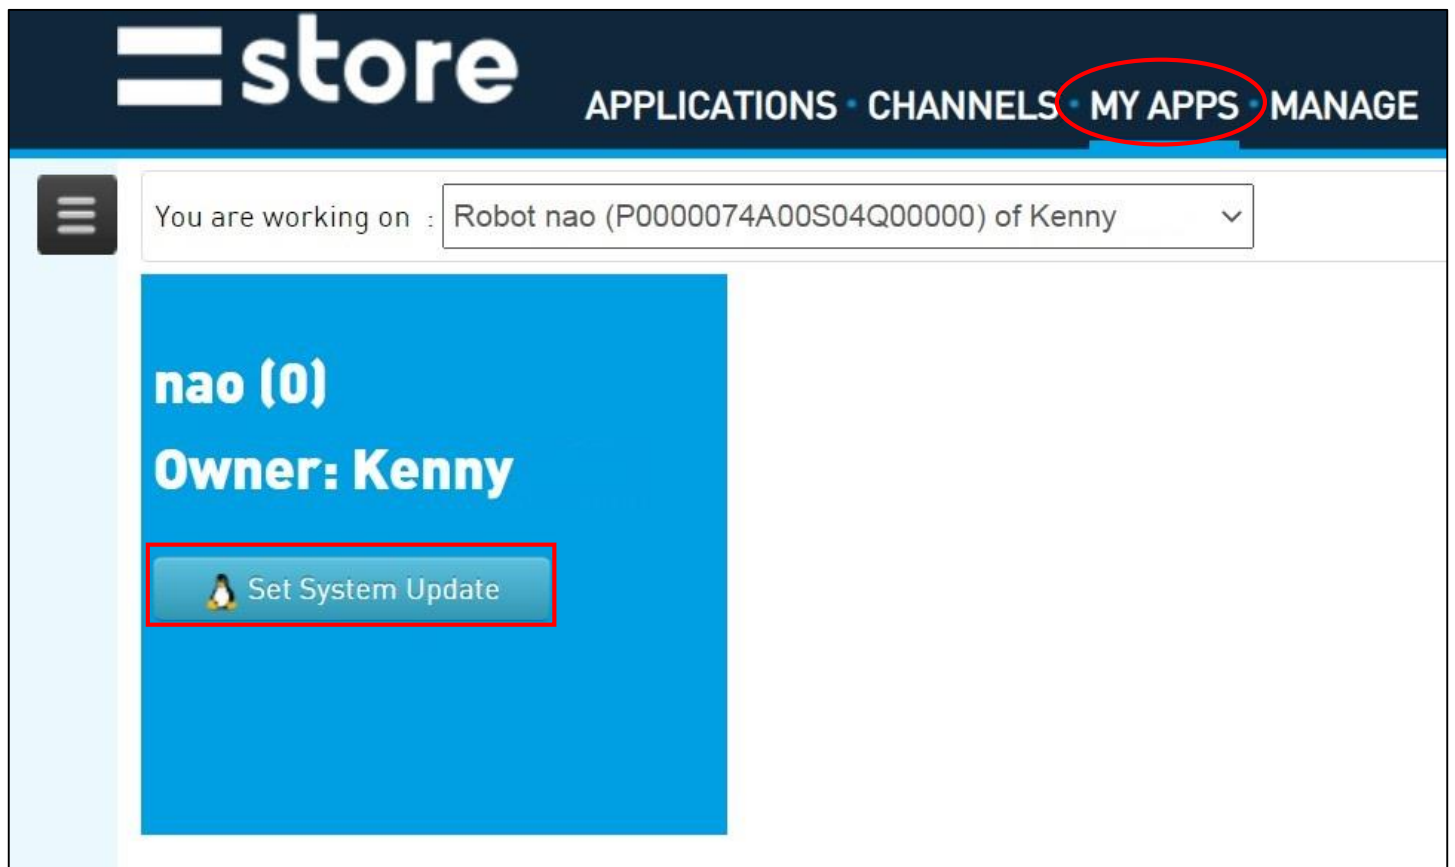 store
APPLICATIONS · CHANNELS · MY APPS · MANAGE
You are working on : Robot nao (P0000074A00S04Q00000) of Kenny
nao (0)
Owner: Kenny
Set System Update